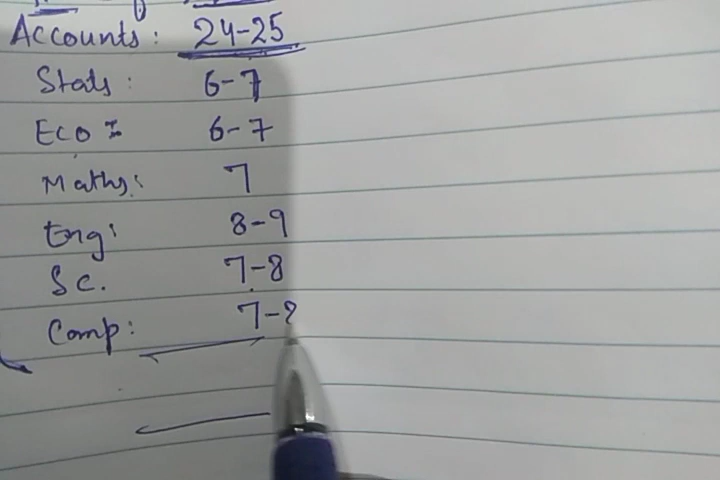 Accounts: 24-25
Stats: 6-7
Eco: 6-7
Maths: 7
Eng: 8-9
Sc. 7-8
Comp: 7-8